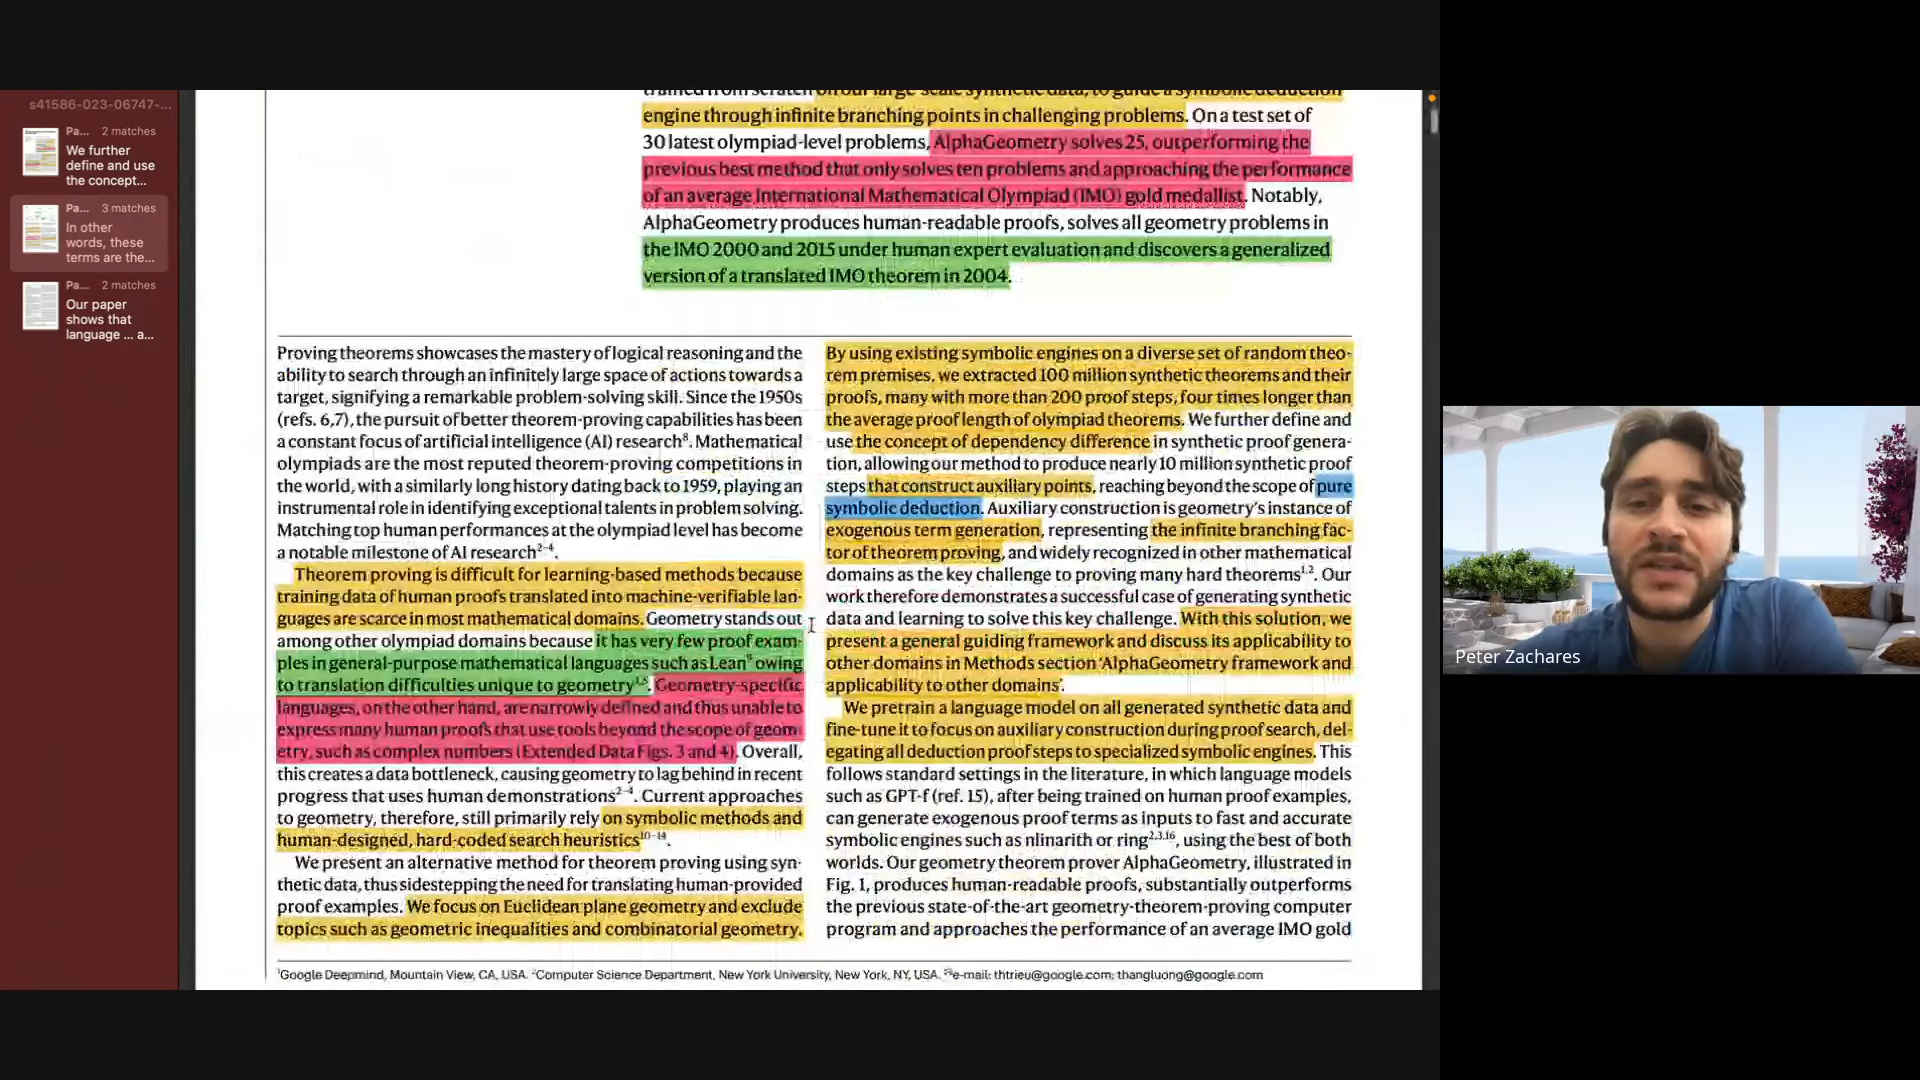 s41586-023-06747-...
Pa... 2 matches
We further
define and use
the concept...
Pa... 3 matches
In other
words, these
terms are the...
Pa... 2 matches
Our paper
shows that
language ... a...
trained from scratch on our large-scale synthetic data, to guide a symbolic deduction
engine through infinite branching points in challenging problems. On a test set of
30 latest olympiad-level problems, AlphaGeometry solves 25, outperforming the
previous best method that only solves ten problems and approaching the performance
of an average International Mathematical Olympiad (IMO) gold medallist. Notably,
AlphaGeometry produces human-readable proofs, solves all geometry problems in
the IMO 2000 and 2015 under human expert evaluation and discovers a generalized
version of a translated IMO theorem in 2004.
Proving theorems showcases the mastery of logical reasoning and the
ability to search through an infinitely large space of actions towards a
target, signifying a remarkable problem-solving skill. Since the 1950s
(refs. 6,7), the pursuit of better theorem-proving capabilities has been
a constant focus of artificial intelligence (AI) research⁸. Mathematical
olympiads are the most reputed theorem-proving competitions in
the world, with a similarly long history dating back to 1959, playing an
instrumental role in identifying exceptional talents in problem solving.
Matching top human performances at the olympiad level has become
a notable milestone of AI research²⁻⁴.
Theorem proving is difficult for learning-based methods because
training data of human proofs translated into machine-verifiable lan-
guages are scarce in most mathematical domains. Geometry stands out
among other olympiad domains because it has very few proof exam-
ples in general-purpose mathematical languages such as Lean⁹ owing
to translation difficulties unique to geometry¹,⁵. Geometry-specific
languages, on the other hand, are narrowly defined and thus unable to
express many human proofs that use tools beyond the scope of geom-
etry, such as complex numbers (Extended Data Figs. 3 and 4). Overall,
this creates a data bottleneck, causing geometry to lag behind in recent
progress that uses human demonstrations²⁻⁴. Current approaches
to geometry, therefore, still primarily rely on symbolic methods and
human-designed, hard-coded search heuristics¹⁰⁻¹⁴.
We present an alternative method for theorem proving using syn-
thetic data, thus sidestepping the need for translating human-provided
proof examples. We focus on Euclidean plane geometry and exclude
topics such as geometric inequalities and combinatorial geometry.
By using existing symbolic engines on a diverse set of random theo-
rem premises, we extracted 100 million synthetic theorems and their
proofs, many with more than 200 proof steps, four times longer than
the average proof length of olympiad theorems. We further define and
use the concept of dependency difference in synthetic proof genera-
tion, allowing our method to produce nearly 10 million synthetic proof
steps that construct auxiliary points, reaching beyond the scope of pure
symbolic deduction. Auxiliary construction is geometry's instance of
exogenous term generation, representing the infinite branching fac-
tor of theorem proving, and widely recognized in other mathematical
domains as the key challenge to proving many hard theorems¹,². Our
work therefore demonstrates a successful case of generating synthetic
data and learning to solve this key challenge. With this solution, we
present a general guiding framework and discuss its applicability to
other domains in Methods section 'AlphaGeometry framework and
applicability to other domains'.
We pretrain a language model on all generated synthetic data and
fine-tune it to focus on auxiliary construction during proof search, del-
egating all deduction proof steps to specialized symbolic engines. This
follows standard settings in the literature, in which language models
such as GPT-f (ref. 15), after being trained on human proof examples,
can generate exogenous proof terms as inputs to fast and accurate
symbolic engines such as nlinarith or ring²,³,¹⁶, using the best of both
worlds. Our geometry theorem prover AlphaGeometry, illustrated in
Fig. 1, produces human-readable proofs, substantially outperforms
the previous state-of-the-art geometry-theorem-proving computer
program and approaches the performance of an average IMO gold
¹Google Deepmind, Mountain View, CA, USA. ²Computer Science Department, New York University, New York, NY, USA. e-mail: thtrieu@google.com; thangluong@google.com
Peter Zachares